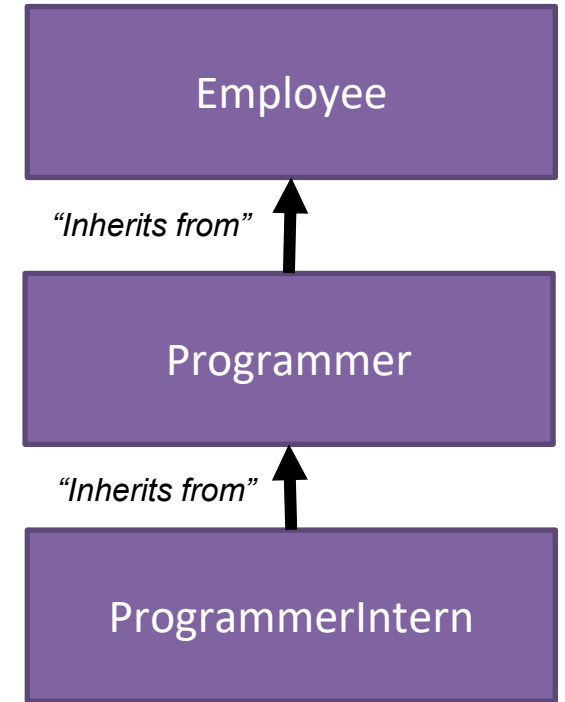 Employee
“Inherits from”
Programmer
“Inherits from”
ProgrammerIntern